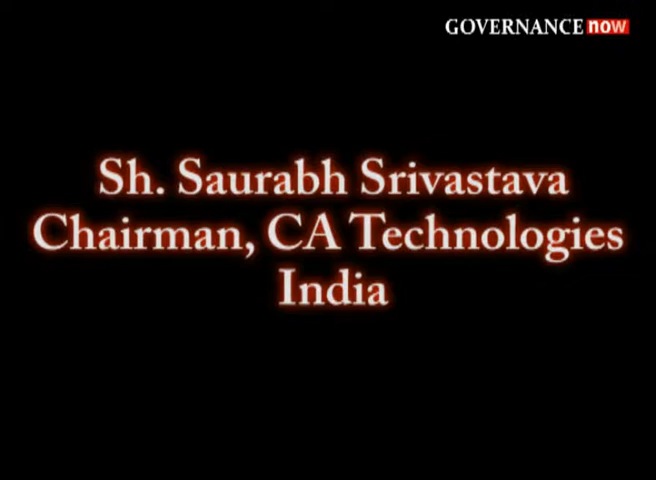 GOVERNANCE now
Sh. Saurabh Srivastava
Chairman, CA Technologies
India